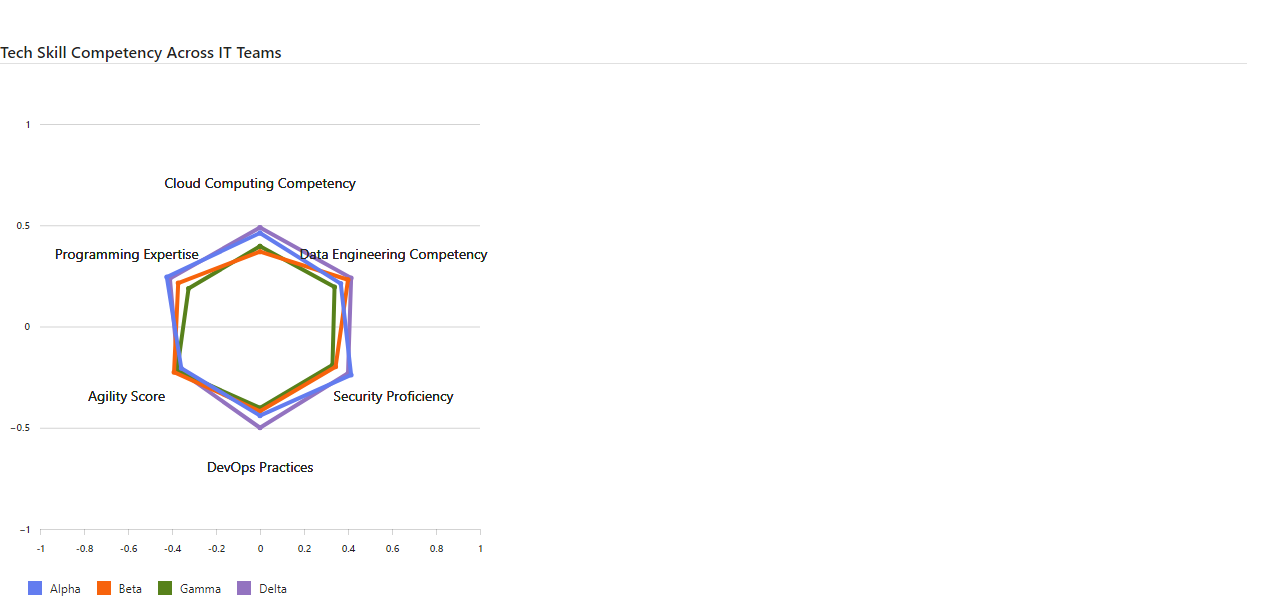 Tech Skill Competency Across IT Teams
1
Cloud Computing Competency
0.5
Programming Expertise
Data Engineering Competency
0
Agility Score
Security Proficiency
−0.5
DevOps Practices
−1
-1 -0.8 -0.6 -0.4 -0.2 0 0.2 0.4 0.6 0.8 1
Alpha Beta Gamma Delta